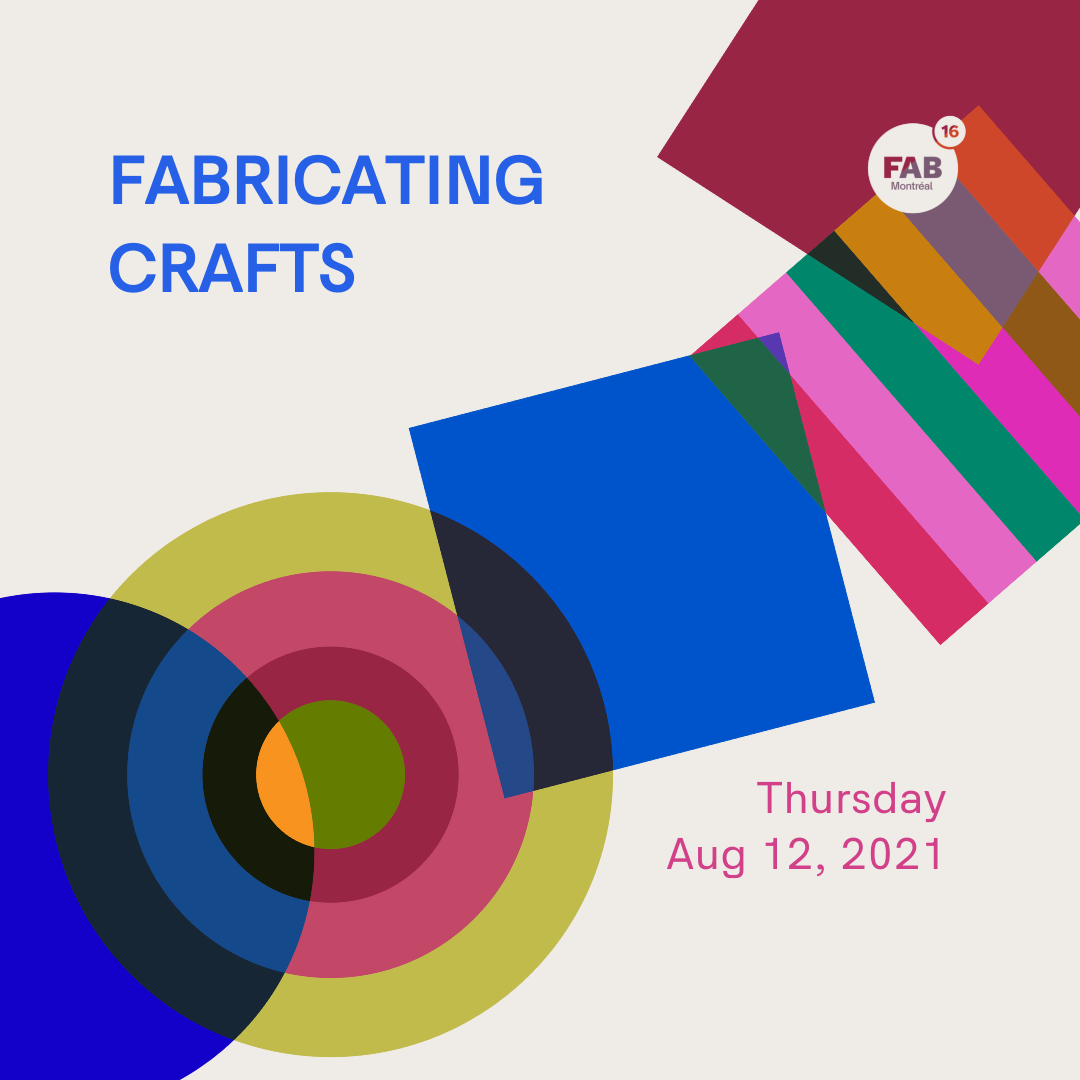 FABRICATING
CRAFTS
16
FAB
Montréal
Thursday
Aug 12, 2021